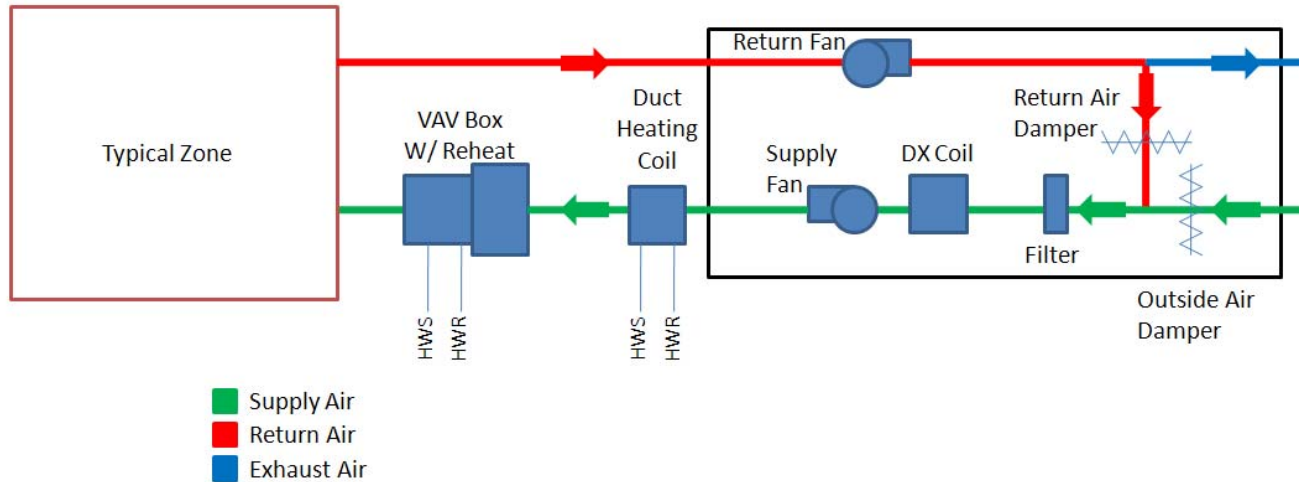 Return Fan
Duct
Heating
Coil
Return Air
Damper
VAV Box
W/ Reheat
Typical Zone
Supply
Fan
DX Coil
Filter
Outside Air
Damper
HWS
HWR
HWS
HWR
Supply Air
Return Air
Exhaust Air